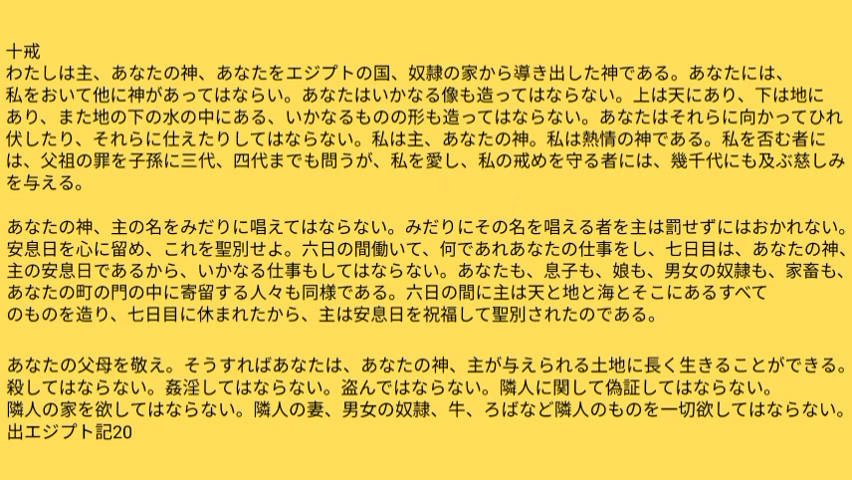 十戒
わたしは主、あなたの神、あなたをエジプトの国、奴隷の家から導き出した神である。あなたには、
私をおいて他に神があってはならい。あなたはいかなる像も造ってはならない。上は天にあり、下は地に
あり、また地の下の水の中にある、いかなるものの形も造ってはならない。あなたはそれらに向かってひれ
伏したり、それらに仕えたりしてはならない。私は主、あなたの神。私は熱情の神である。私を否む者に
は、父祖の罪を子孫に三代、四代までも問うが、私を愛し、私の戒めを守る者には、幾千代にも及ぶ慈しみ
を与える。
あなたの神、主の名をみだりに唱えてはならない。みだりにその名を唱える者を主は罰せずにはおかれない。
安息日を心に留め、これを聖別せよ。六日の間働いて、何であれあなたの仕事をし、七日目は、あなたの神、
主の安息日であるから、いかなる仕事もしてはならない。あなたも、息子も、娘も、男女の奴隷も、家畜も、
あなたの町の門の中に寄留する人々も同様である。六日の間に主は天と地と海とそこにあるすべて
のものを造り、七日目に休まれたから、主は安息日を祝福して聖別されたのである。
あなたの父母を敬え。そうすればあなたは、あなたの神、主が与えられる土地に長く生きることができる。
殺してはならない。姦淫してはならない。盗んではならない。隣人に関して偽証してはならない。
隣人の家を欲してはならない。隣人の妻、男女の奴隷、牛、ろばなど隣人のものを一切欲してはならない。
出エジプト記20